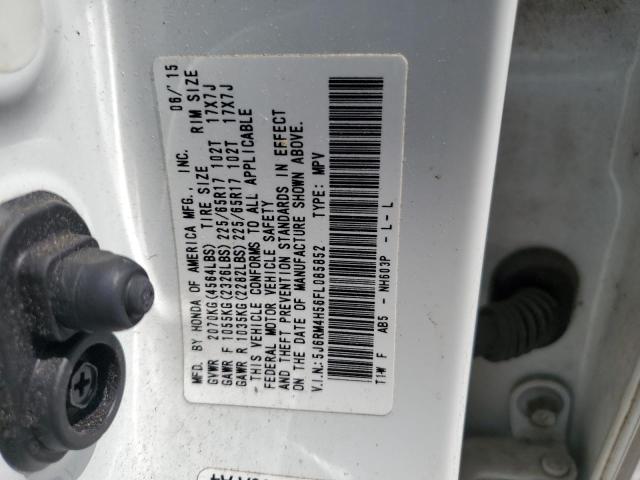 MFD. BY HONDA OF AMERICA MFG., INC. 06/ 15
TIRE SIZE RIM SIZE
GVWR 2070KG(4564LBS)
GAWR F 1055KG(2326LBS) 225/65R17 102T 17X7J
GAWR R 1035KG(2282LBS) 225/65R17 102T 17X7J
THIS VEHICLE CONFORMS TO ALL APPLICABLE
FEDERAL MOTOR VEHICLE SAFETY
AND THEFT PREVENTION STANDARDS IN EFFECT
ON THE DATE OF MANUFACTURE SHOWN ABOVE.
V.I.N.:5J6RM4H56FL085852 TYPE: MPV
F AB5 - NH603P - L- L